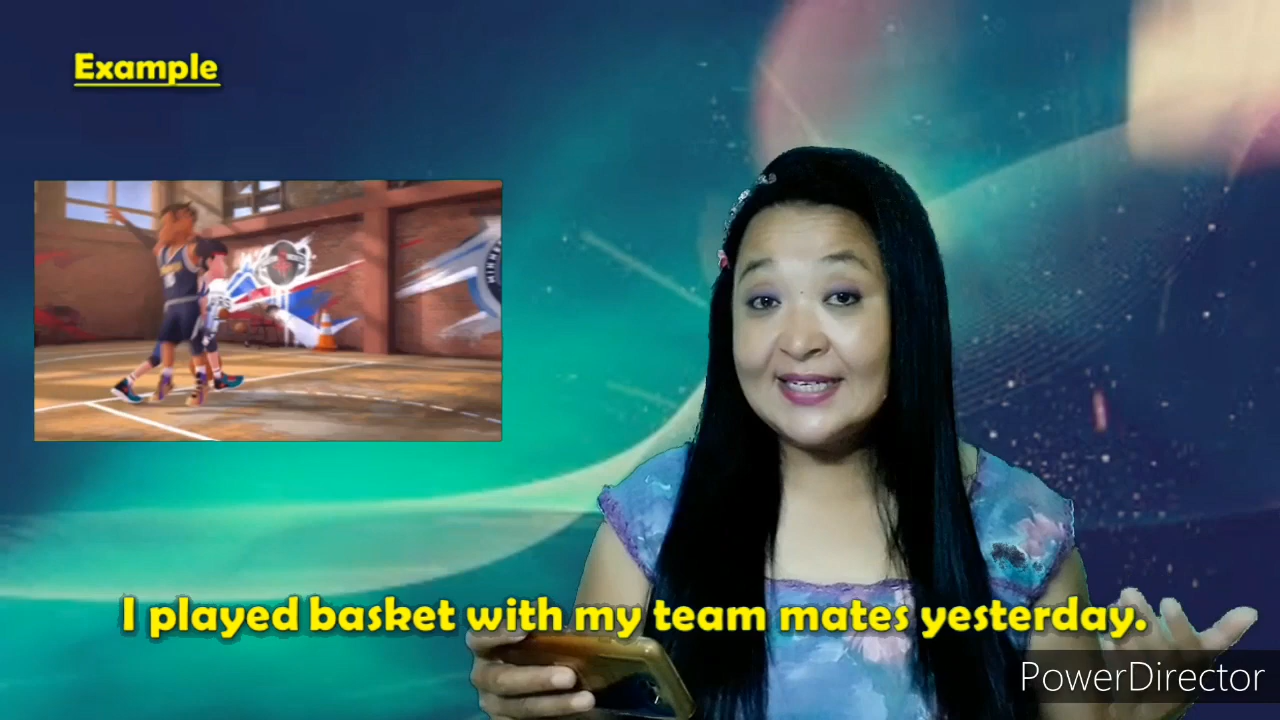 Example
I played basket with my team mates yesterday.
PowerDirector